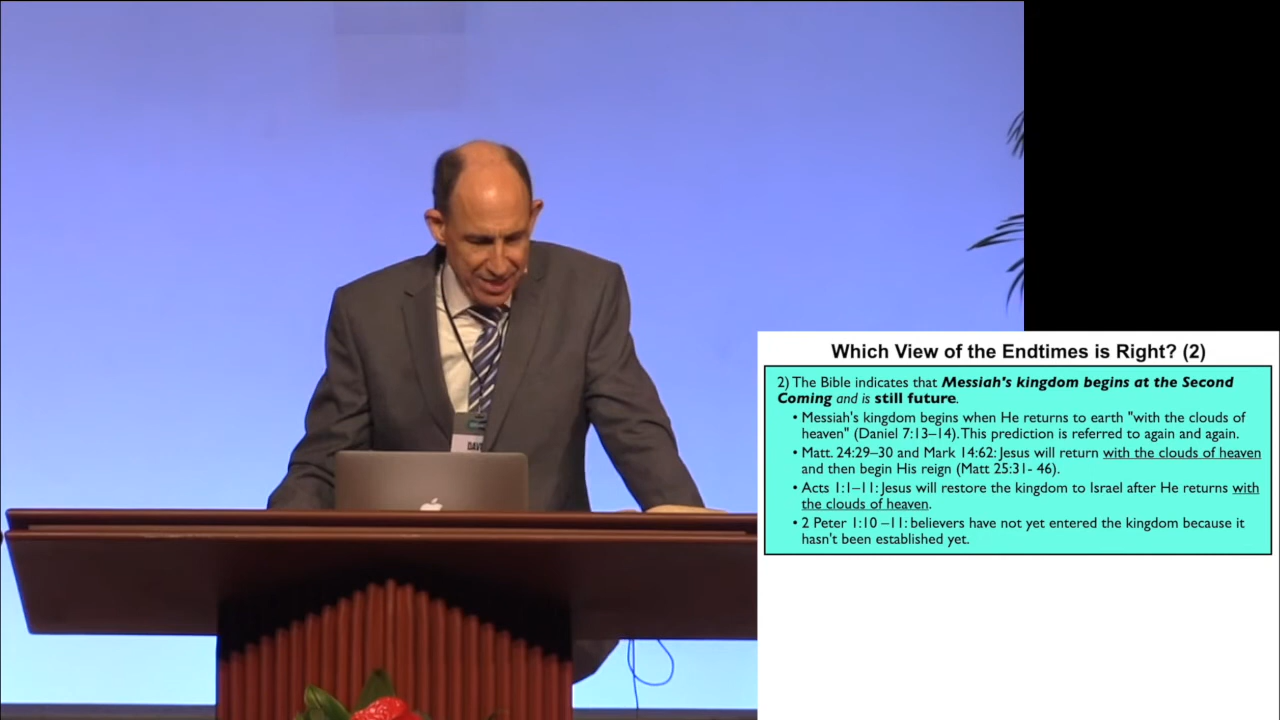 Which View of the Endtimes is Right? (2)
2) The Bible indicates that Messiah's kingdom begins at the Second
Coming and is still future.
• Messiah's kingdom begins when He returns to earth "with the clouds of
heaven" (Daniel 7:13–14). This prediction is referred to again and again.
• Matt. 24:29–30 and Mark 14:62: Jesus will return with the clouds of heaven
and then begin His reign (Matt 25:31- 46).
• Acts 1:1–11: Jesus will restore the kingdom to Israel after He returns with
the clouds of heaven.
• 2 Peter 1:10 –11: believers have not yet entered the kingdom because it
hasn't been established yet.